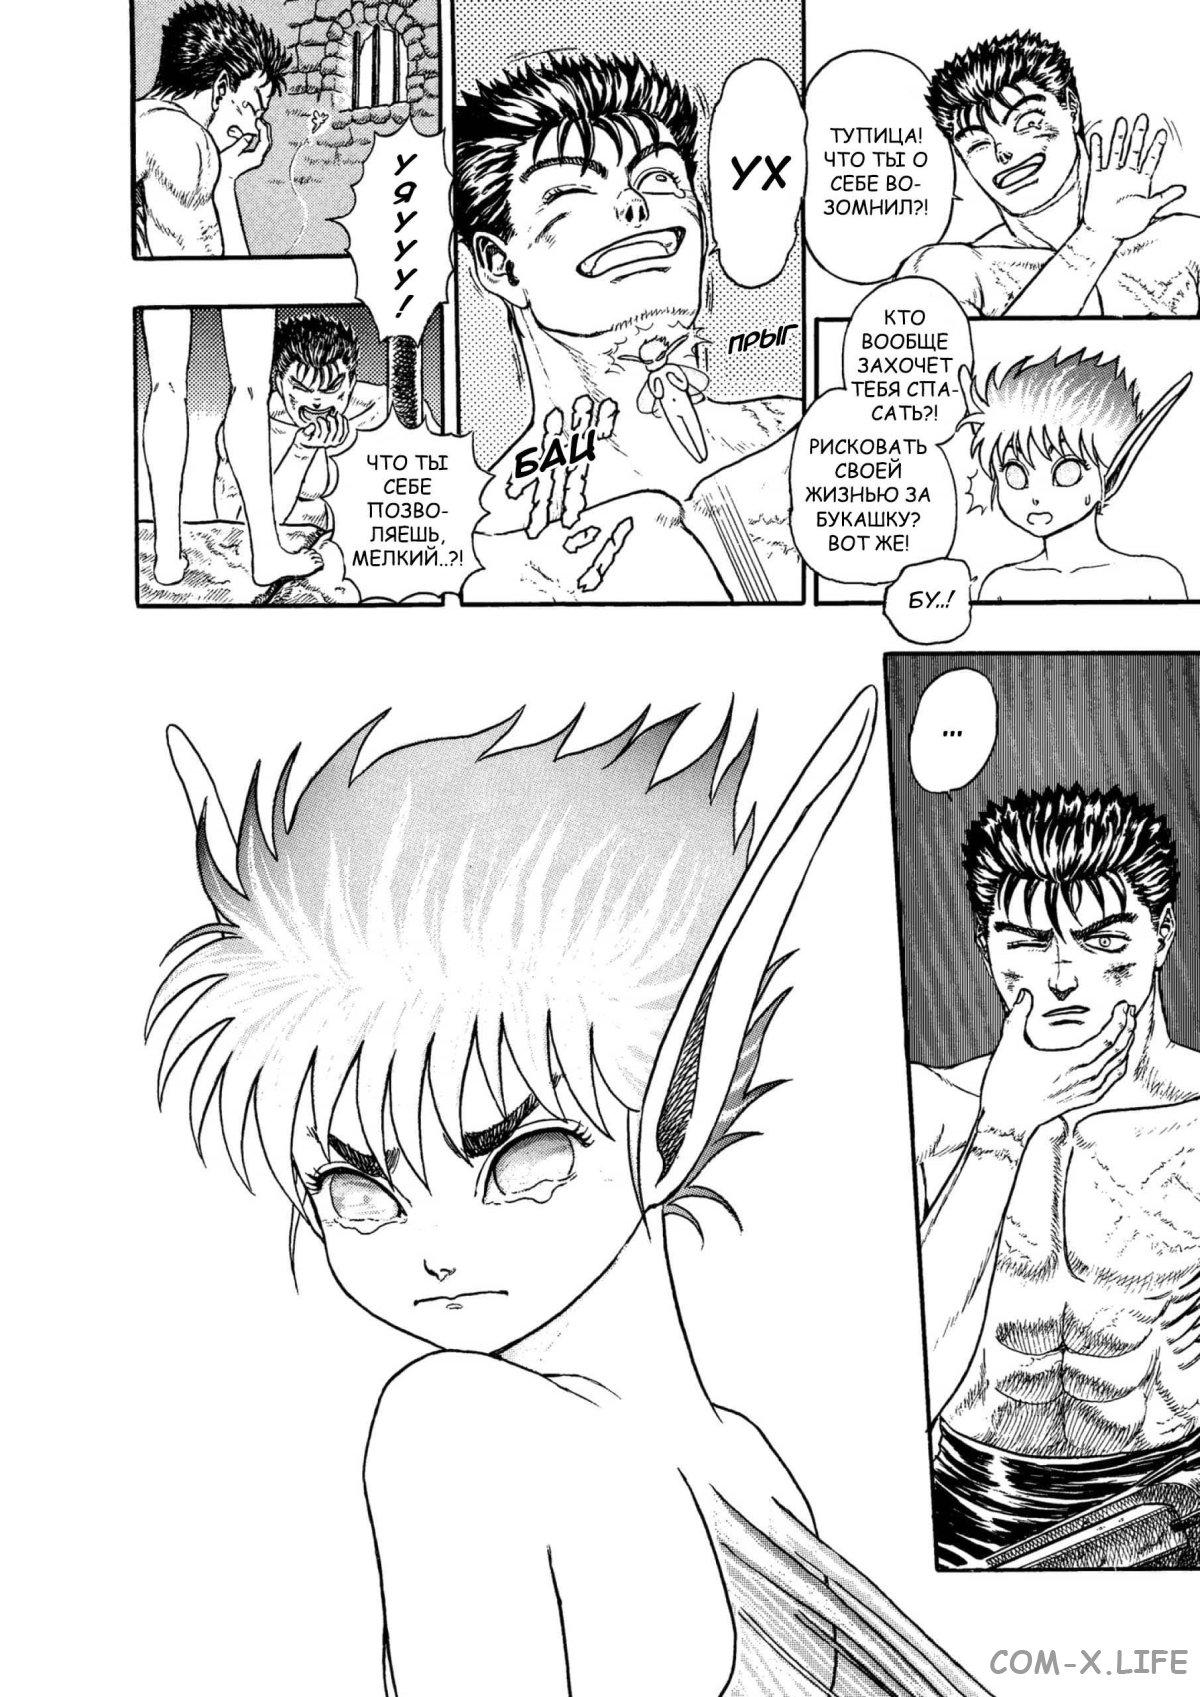 ТУПИЦА!
ЧТО ТЫ О
СЕБЕ ВО-
ЗОМНИЛ?!
КТО
ВООБЩЕ
ЗАХОЧЕТ
ТЕБЯ СПА-
САТЬ?!
РИСКОВАТЬ
СВОЕЙ
ЖИЗНЬЮ ЗА
БУКАШКУ?
ВОТ ЖЕ!
БУ..!
УХ
ПРЫГ
БАЦ
УЯУУУ!
ЧТО ТЫ
СЕБЕ
ПОЗВО-
ЛЯЕШЬ,
МЕЛКИЙ..?!
...
COM-X.LIFE